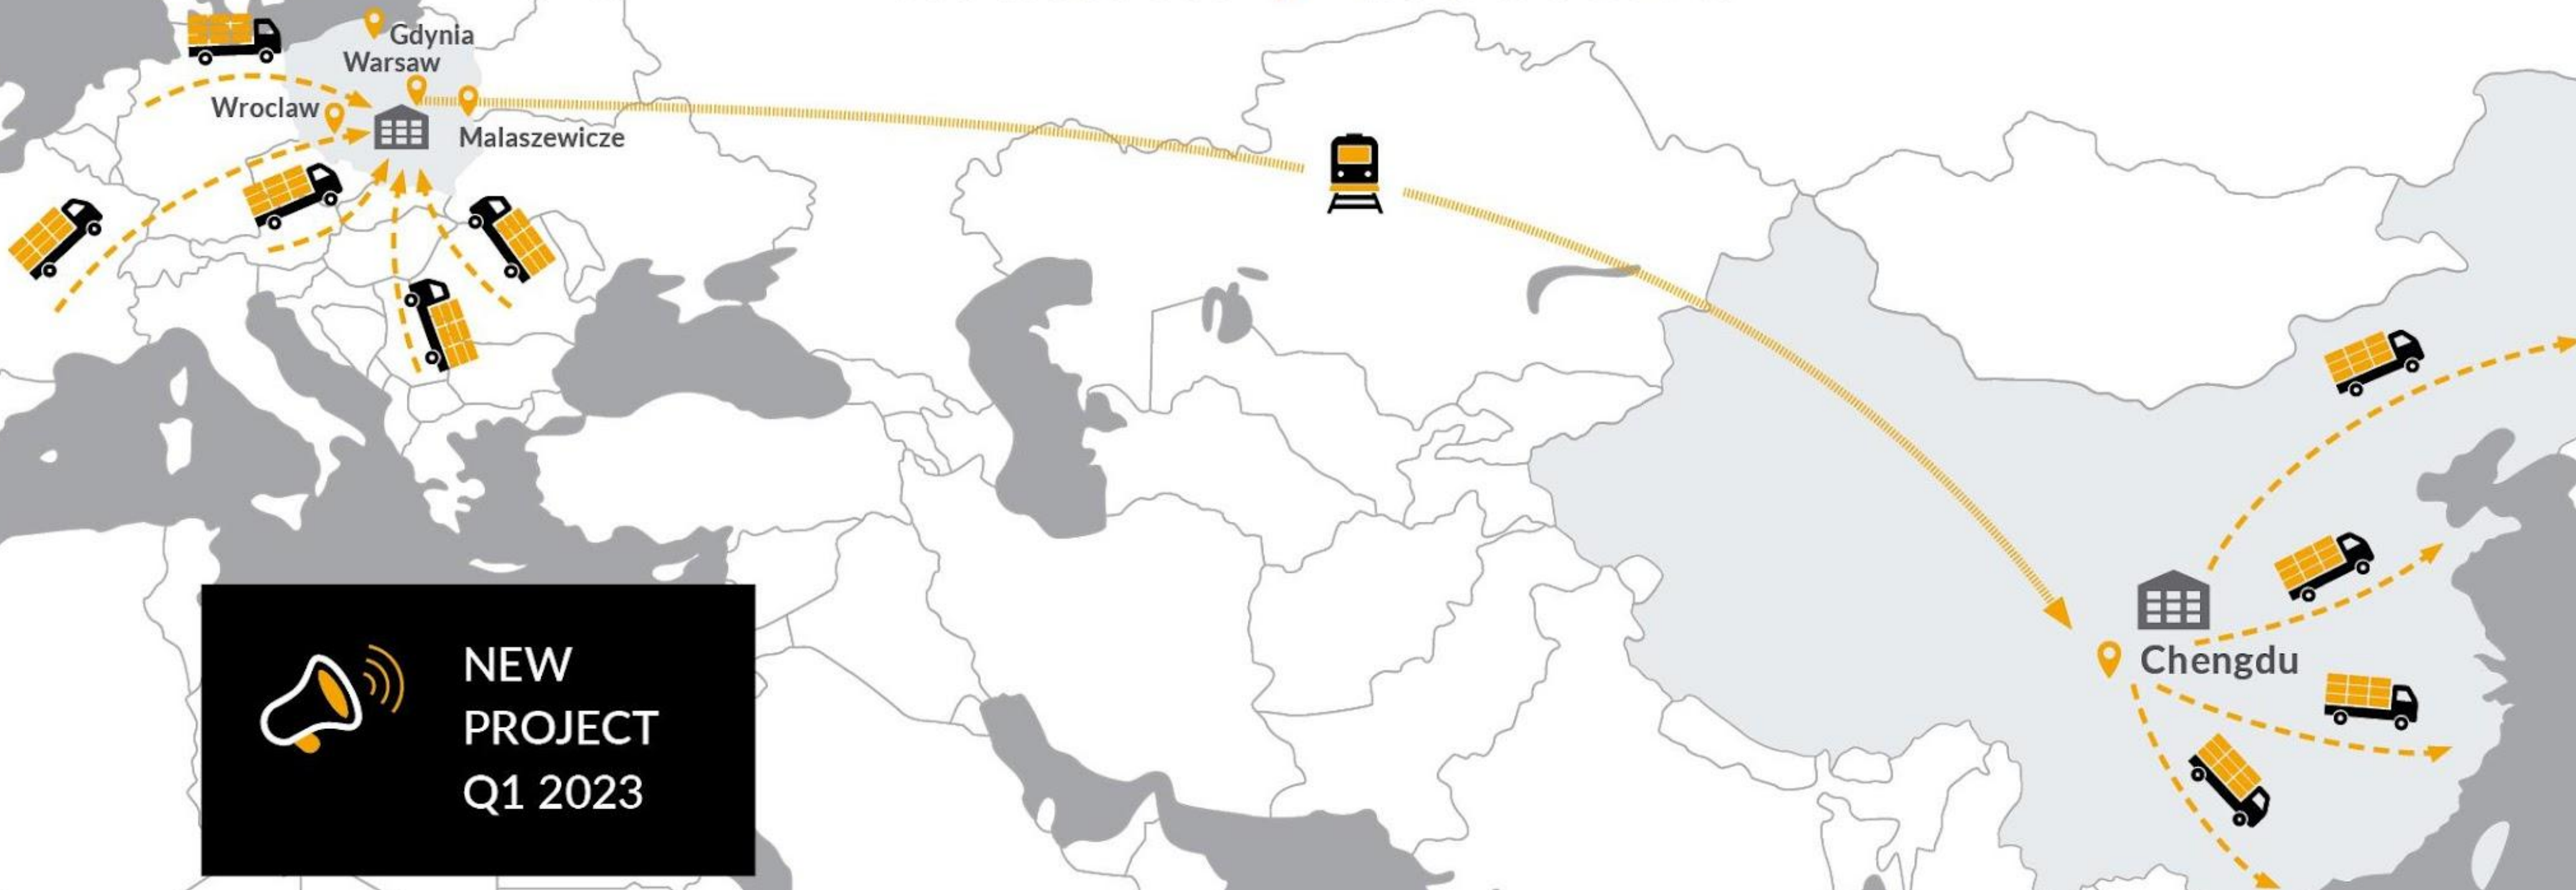 Gdynia
Warsaw
Wroclaw
Malaszewicze
Chengdu
NEW
PROJECT
Q1 2023